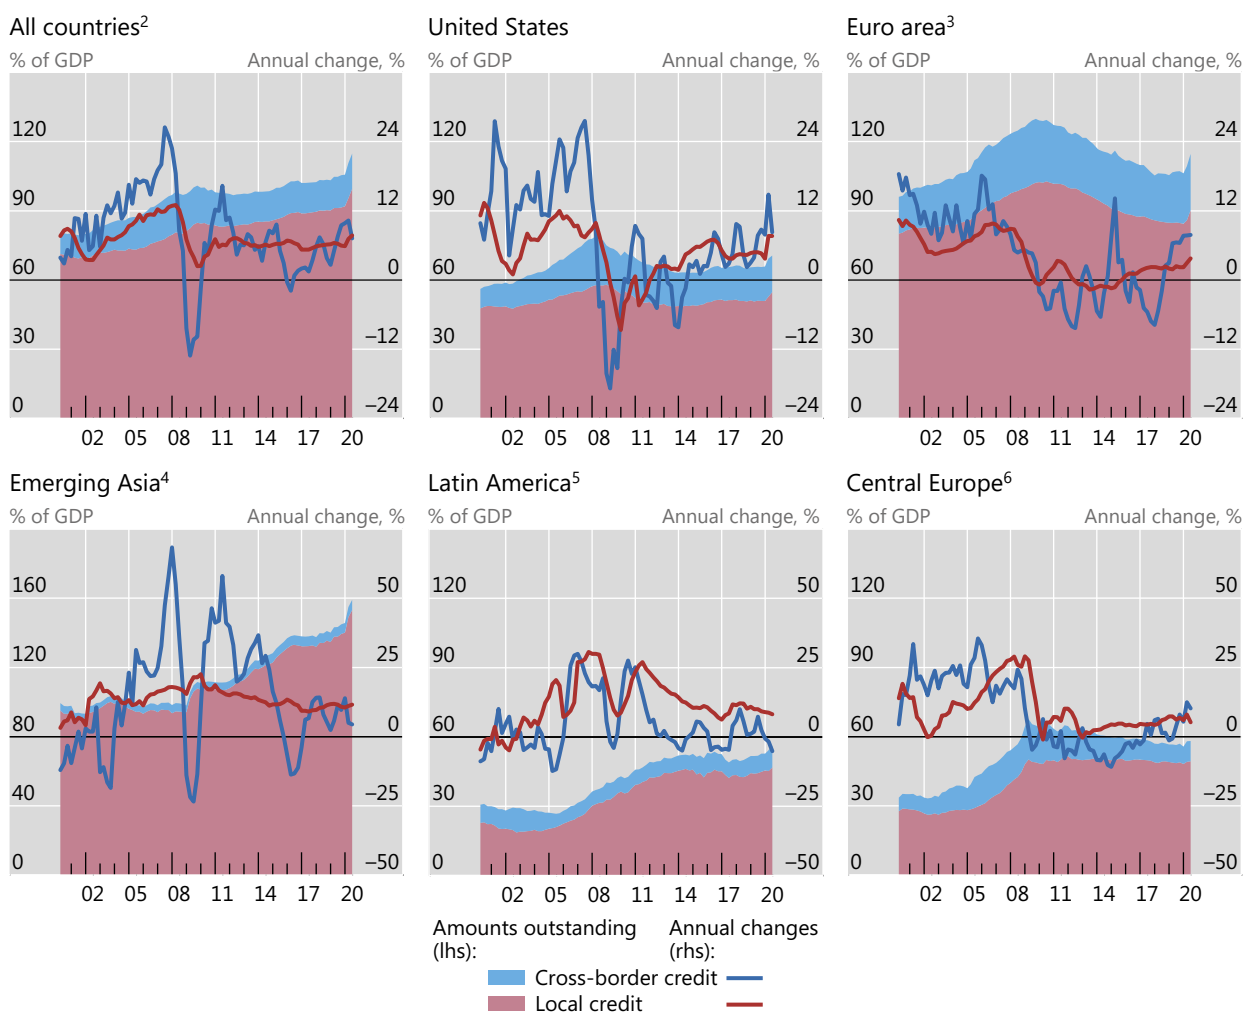 All countries² United States Euro area³
% of GDP Annual change, % % of GDP Annual change, % % of GDP Annual change, %
120 24 120 24 120 24
90 12 90 12 90 12
60 0 60 0 60 0
30 –12 30 –12 30 –12
0 –24 0 –24 0 –24
02 05 08 11 14 17 20 02 05 08 11 14 17 20 02 05 08 11 14 17 20
Emerging Asia⁴ Latin America⁵ Central Europe⁶
% of GDP Annual change, % % of GDP Annual change, % % of GDP Annual change, %
160 50 120 50 120 50
120 25 90 25 90 25
80 0 60 0 60 0
40 –25 30 –25 30 –25
0 –50 0 –50 0 –50
02 05 08 11 14 17 20 02 05 08 11 14 17 20 02 05 08 11 14 17 20
Amounts outstanding Annual changes
(lhs): (rhs):
Cross-border credit
Local credit